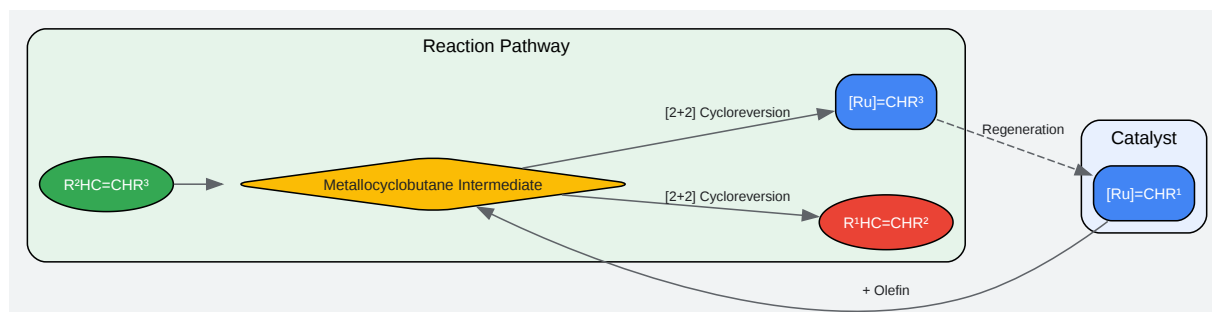 Reaction Pathway
[2+2] Cycloreversion
[Ru]=CHR³
Regeneration
Catalyst
R²HC=CHR³
Metallocyclobutane Intermediate
[2+2] Cycloreversion
[Ru]=CHR¹
R¹HC=CHR²
+ Olefin